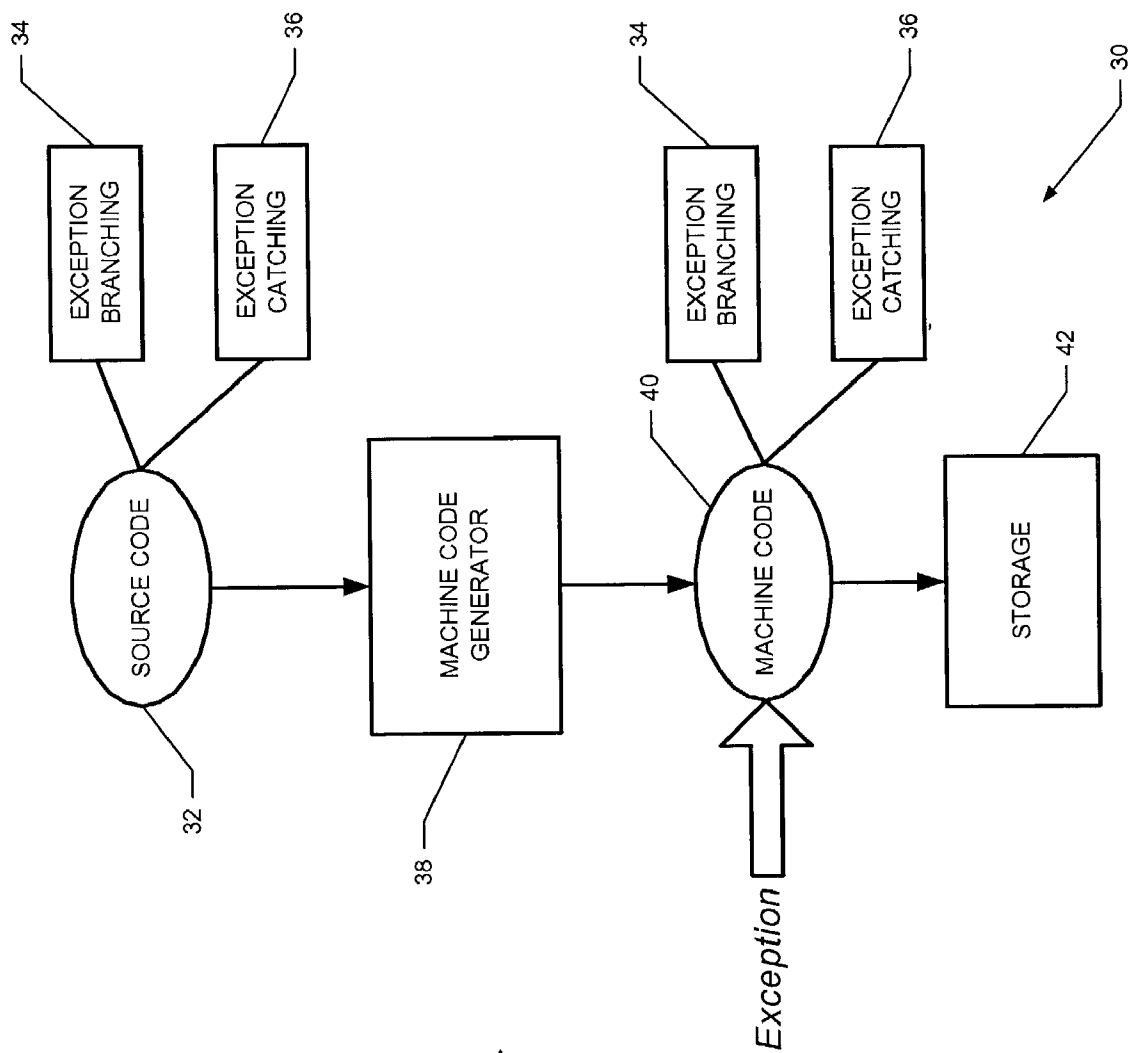 34
EXCEPTION
BRANCHING
36
EXCEPTION
CATCHING
SOURCE CODE
32
MACHINE CODE
GENERATOR
38
34
EXCEPTION
BRANCHING
36
EXCEPTION
CATCHING
40
MACHINE CODE
Exception
42
STORAGE
30